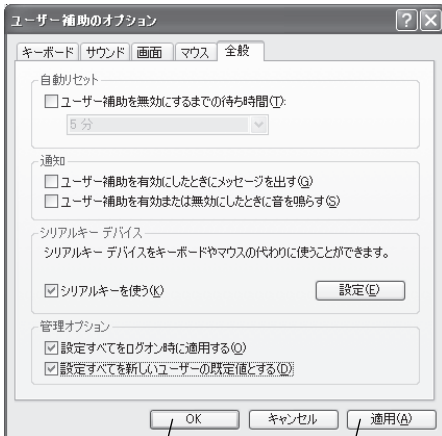 ユーザー補助のオプション
キーボード サウンド 画面 マウス 全般
自動リセット
ユーザー補助を無効にするまでの待ち時間(T):
5 分
通知
ユーザー補助を有効にしたときにメッセージを出す(G)
ユーザー補助を有効または無効にしたときに音を鳴らす(S)
シリアルキー デバイス
シリアルキー デバイスをキーボードやマウスの代わりに使うことができます。
シリアルキーを使う(K)
設定(E)
管理オプション
設定すべてをログオン時に適用する(O)
設定すべてを新しいユーザーの既定値とする(D)
OK キャンセル 適用(A)